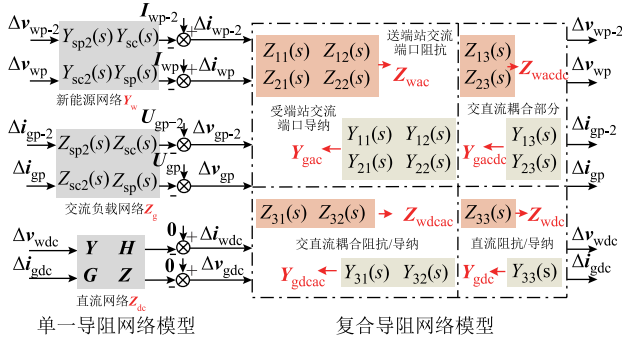 Δv_wp-2
Δv_wp
Y_sp2(s) Y_sc(s)
Y_sc2(s) Y_sp(s)
新能源网络Y_w
I_wp-2
I_wp
+
-
+
-
Δi_wp-2
Δi_wp
Δi_gp-2
Δi_gp
Z_sp2(s) Z_sc(s)
Z_sc2(s) Z_sp(s)
交流负载网络Z_g
U_gp-2
U_gp
+
-
+
-
Δv_gp-2
Δv_gp
Δv_wdc
Δi_gdc
Y H
G Z
直流网络Z_dc
0
0
+
-
+
-
Δi_wdc
Δv_gdc
单一导阻网络模型
Z_11(s) Z_12(s)
Z_21(s) Z_22(s)
送端站交流
端口阻抗
Z_wac
Z_13(s)
Z_23(s)
Z_wacdc
受端站交流
端口导纳
Y_gac
Y_11(s) Y_12(s)
Y_21(s) Y_22(s)
交直流耦合部分
Y_gacdc
Y_13(s)
Y_23(s)
Z_31(s) Z_32(s)
Z_wdcac
Z_33(s)
Z_wdc
交直流耦合阻抗/导纳
直流阻抗/导纳
Y_gdcac
Y_31(s) Y_32(s)
Y_gdc
Y_33(s)
Δv_wp-2
Δv_wp
Δi_gp-2
Δi_gp
Δv_wdc
Δi_gdc
复合导阻网络模型